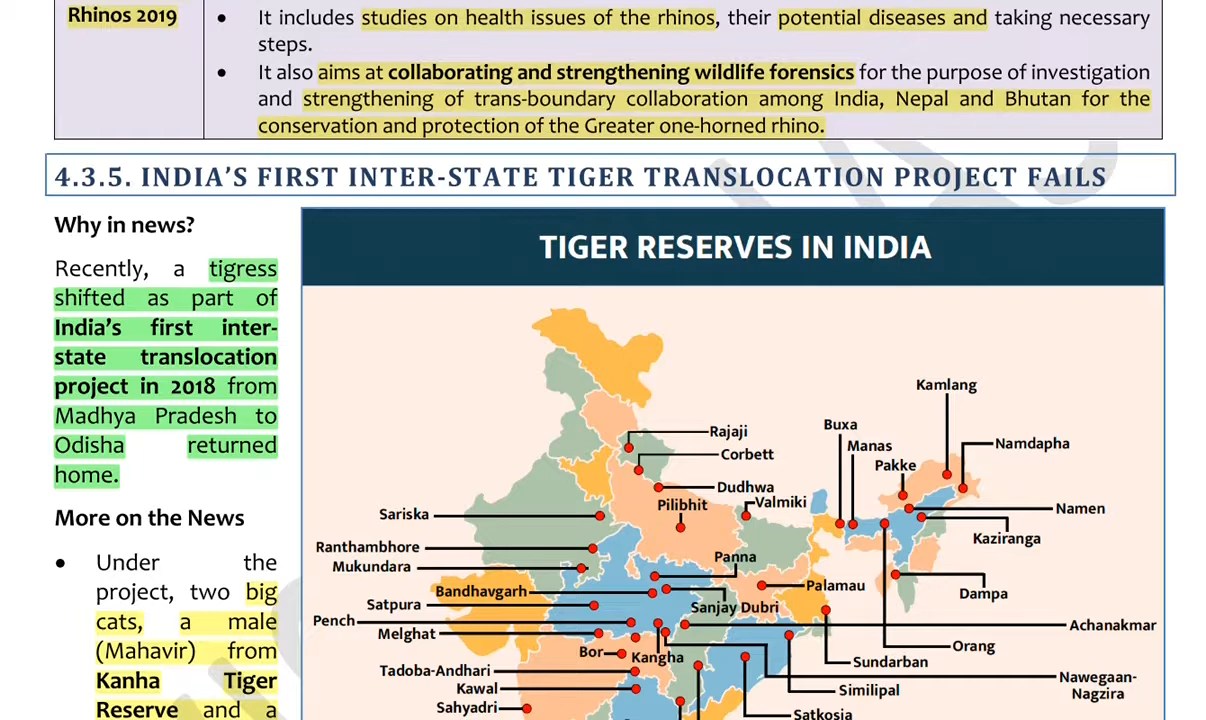 Rhinos 2019
• It includes studies on health issues of the rhinos, their potential diseases and taking necessary
steps.
• It also aims at collaborating and strengthening wildlife forensics for the purpose of investigation
and strengthening of trans-boundary collaboration among India, Nepal and Bhutan for the
conservation and protection of the Greater one-horned rhino.
4.3.5. INDIA'S FIRST INTER-STATE TIGER TRANSLOCATION PROJECT FAILS
Why in news?
Recently, a tigress
shifted as part of
India's first inter-
state translocation
project in 2018 from
Madhya Pradesh to
Odisha returned
home.
More on the News
• Under the
project, two big
cats, a male
(Mahavir) from
Kanha Tiger
Reserve and a
TIGER RESERVES IN INDIA
Kamlang
Buxa
Rajaji
Manas
Namdapha
Corbett
Pakke
Dudhwa
Pilibhit
Valmiki
Namen
Sariska
Kaziranga
Ranthambhore
Panna
Mukundara
Palamau
Bandhavgarh
Dampa
Satpura
Sanjay Dubri
Pench
Achanakmar
Melghat
Orang
Bor
Kangha
Sundarban
Tadoba-Andhari
Nawegaan-
Nagzira
Kawal
Similipal
Sahyadri
Satkosia